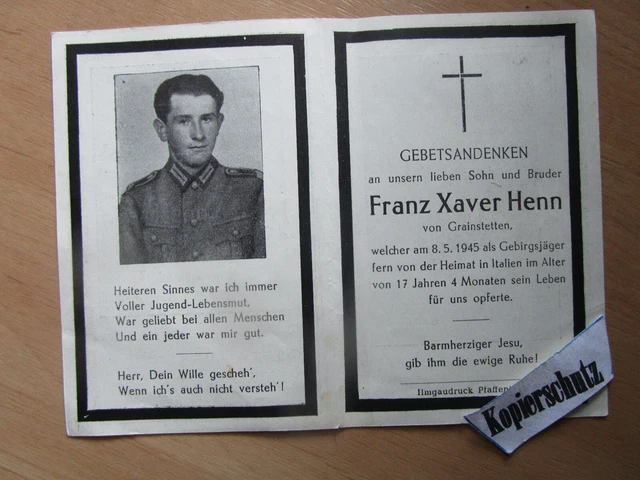 Heiteren Sinnes war ich immer
Voller Jugend-Lebensmut,
War geliebt bei allen Menschen
Und ein jeder war mir gut.
Herr, Dein Wille gescheh',
Wenn ich's auch nicht versteh'!
GEBETSANDENKEN
an unsern lieben Sohn und Bruder
Franz Xaver Henn
von Grainstetten,
welcher am 8. 5. 1945 als Gebirgsjäger
fern von der Heimat in Italien im Alter
von 17 Jahren 4 Monaten sein Leben
für uns opferte.
Barmherziger Jesu,
gib ihm die ewige Ruhe!
Ilmgaudruck
Kopierschutz